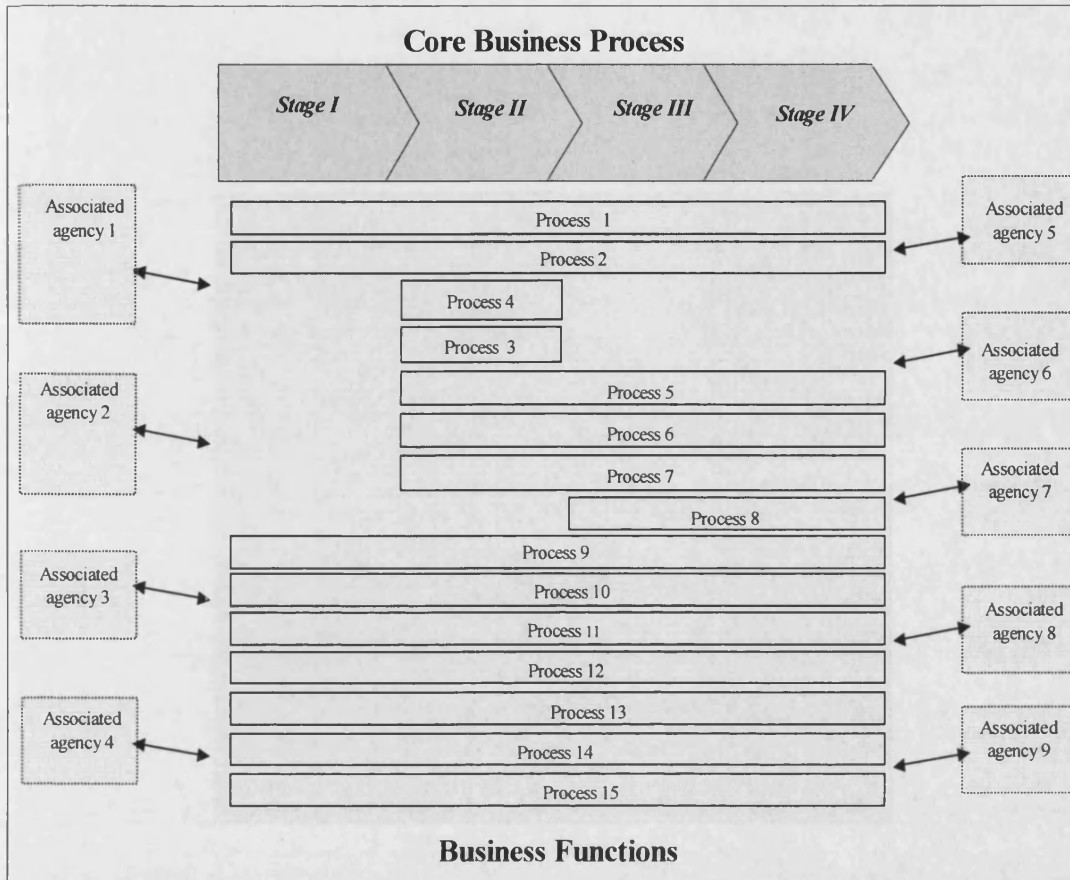 Core Business Process
Stage I
Stage II
Stage III
Stage IV
Associated
agency 1
Associated
agency 2
Associated
agency 3
Associated
agency 4
Process 1
Process 2
Process 4
Process 3
Process 5
Process 6
Process 7
Process 8
Process 9
Process 10
Process 11
Process 12
Process 13
Process 14
Process 15
Associated
agency 5
Associated
agency 6
Associated
agency 7
Associated
agency 8
Associated
agency 9
Business Functions